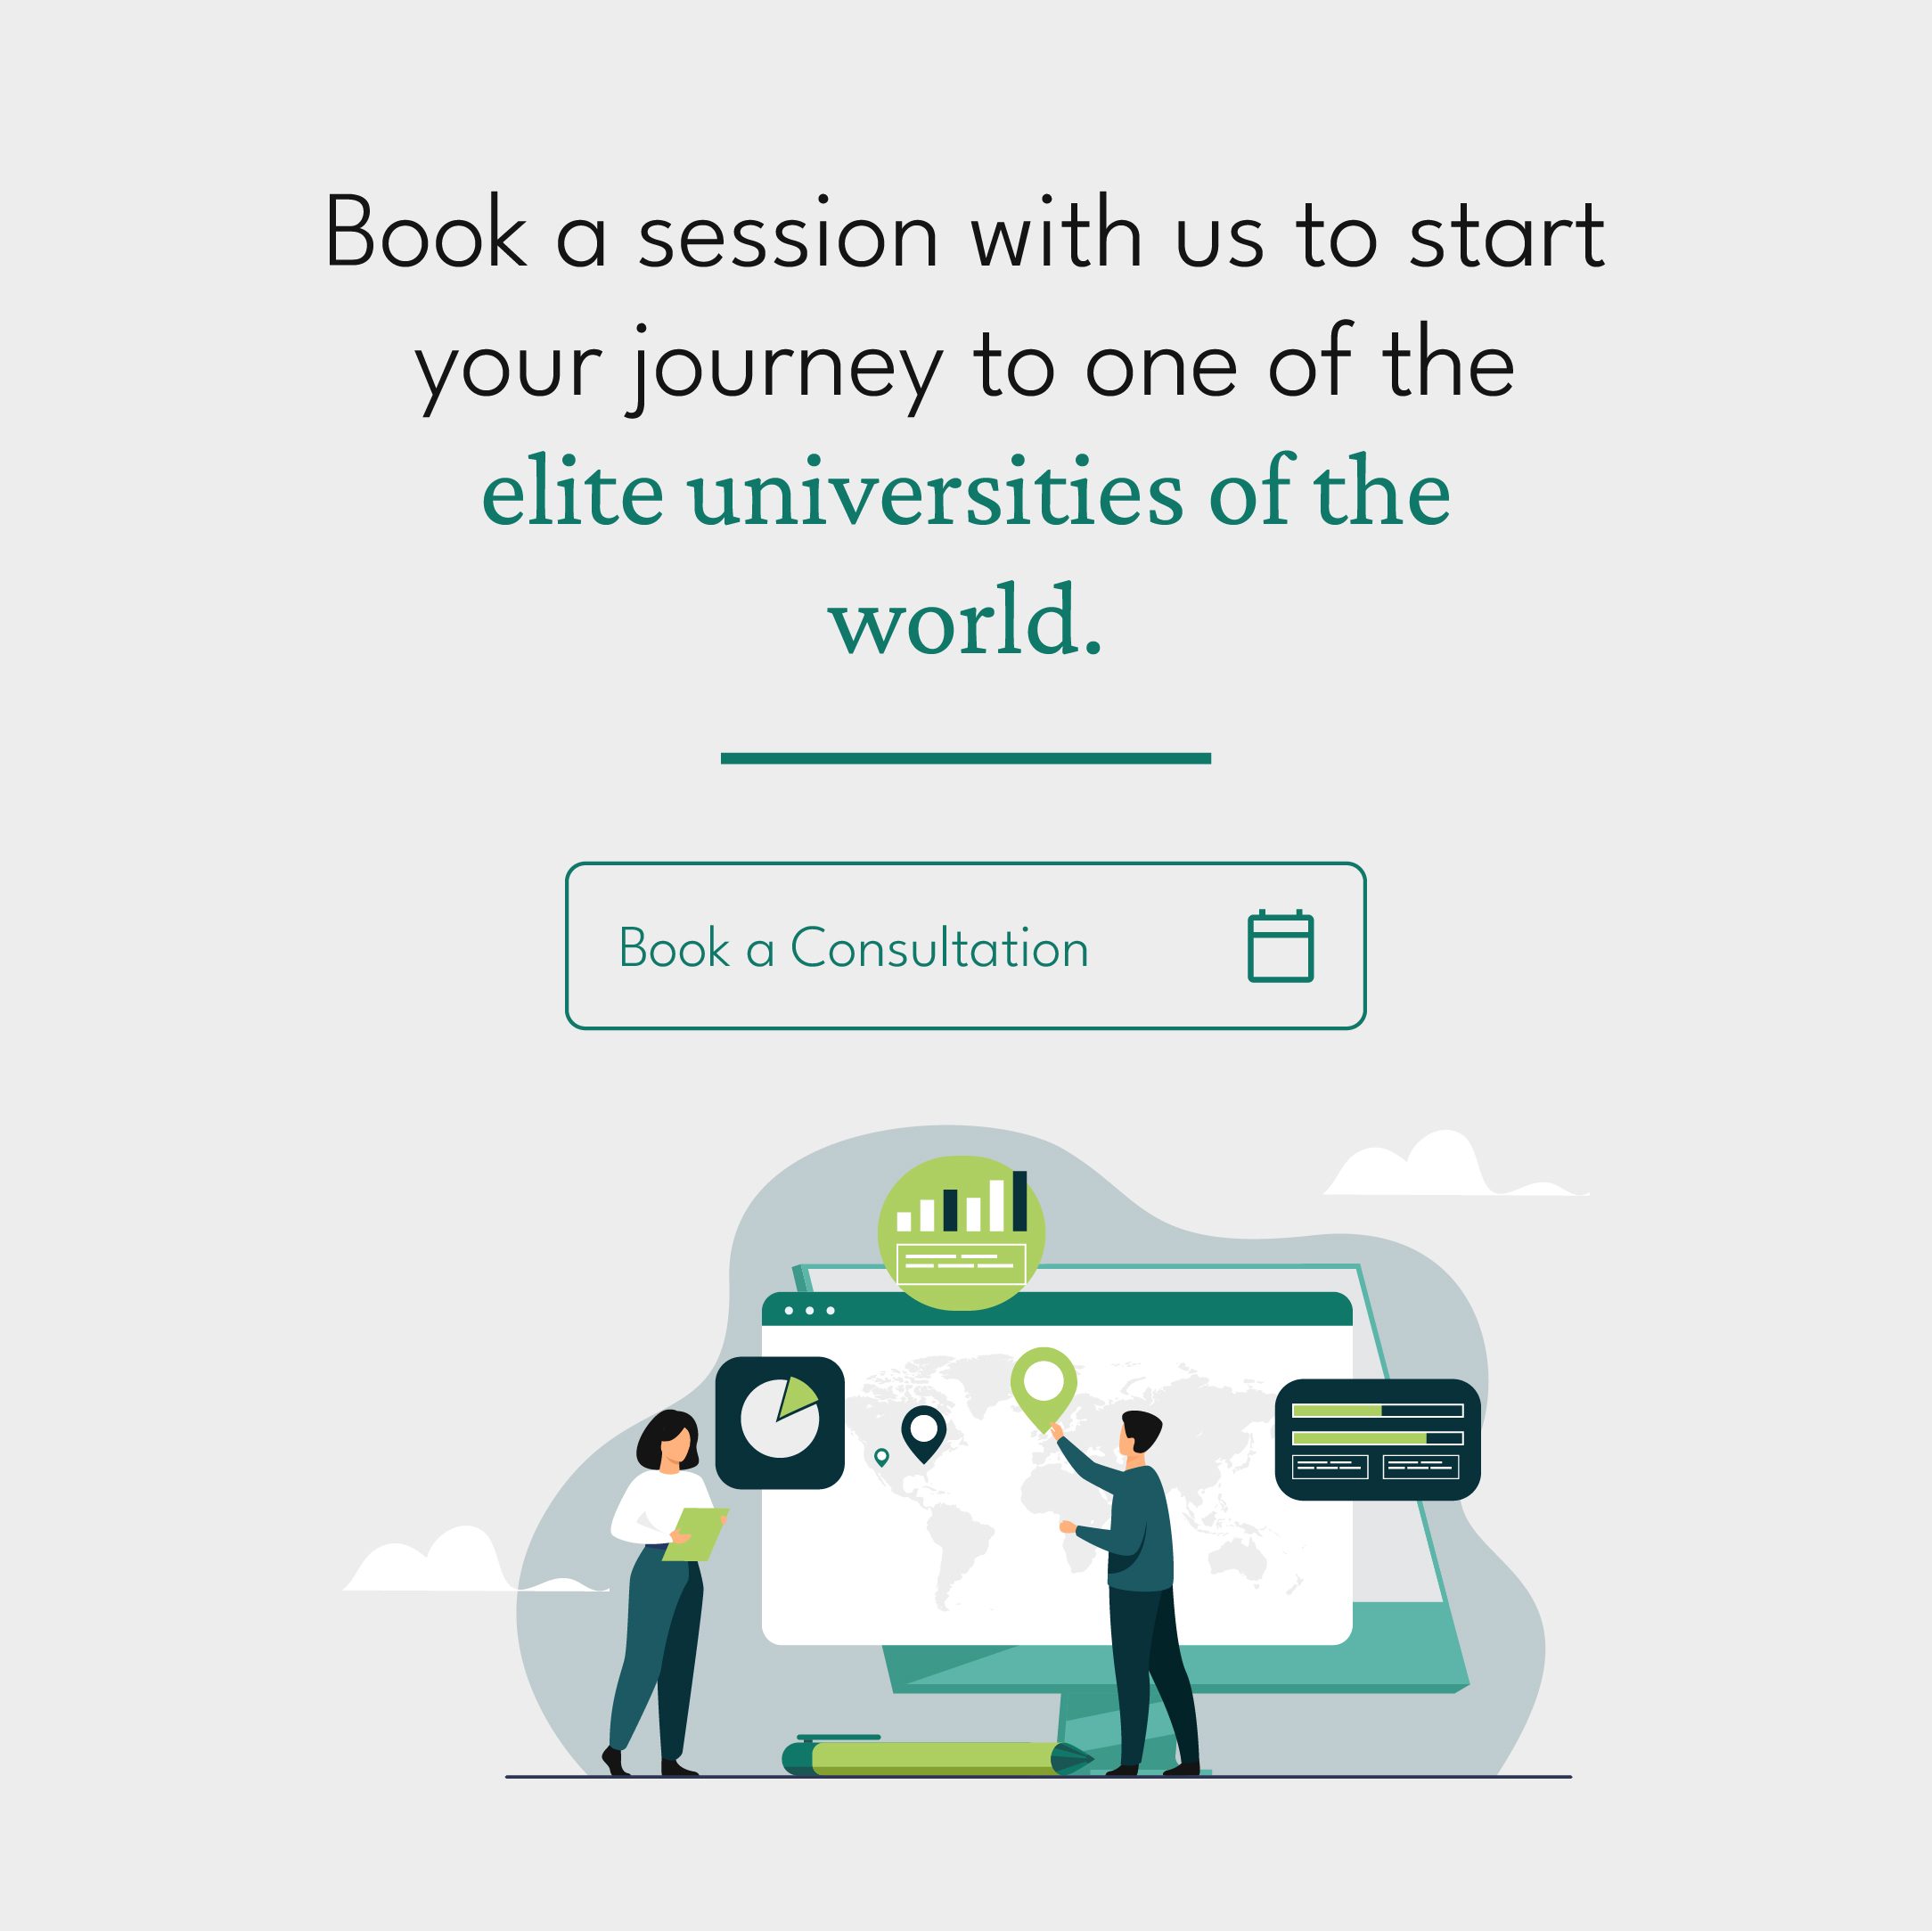 Book a session with us to start
your journey to one of the
elite universities of the
world.
Book a Consultation